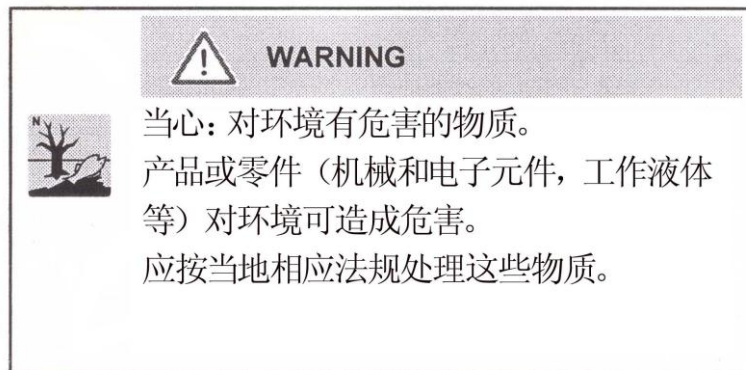 WARNING
N
当心: 对环境有危害的物质。
产品或零件（机械和电子元件, 工作液体
等）对环境可造成危害。
应按当地相应法规处理这些物质。